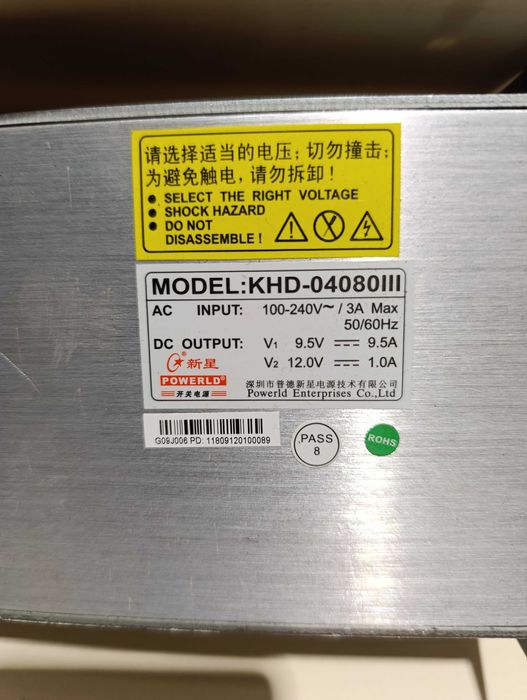 请选择适当的电压；切勿撞击；
为避免触电，请勿拆卸！
● SELECT THE RIGHT VOLTAGE
● SHOCK HAZARD
● DO NOT
DISASSEMBLE！
MODEL:KHD-04080III
AC INPUT: 100-240V～/ 3A Max
50/60Hz
DC OUTPUT: V1 9.5V ⎓ 9.5A
V2 12.0V ⎓ 1.0A
新星
POWERLD®
开关电源
深圳市普德新星电源技术有限公司
Powerld Enterprises Co.,Ltd
G09J006 PD: 11809120100089
PASS
8
ROHS